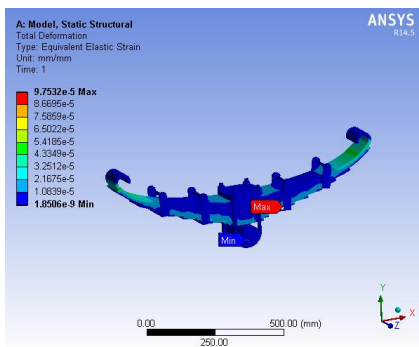 A: Model, Static Structural
Total Deformation
Type: Equivalent Elastic Strain
Unit: mm/mm
Time: 1
9.7532e-5 Max
8.6695e-5
7.5859e-5
6.5022e-5
5.4185e-5
4.3349e-5
3.2512e-5
2.1675e-5
1.0839e-5
1.8506e-9 Min
ANSYS
R14.5
Max
Min
0.00
500.00 (mm)
250.00
Y
X
Z